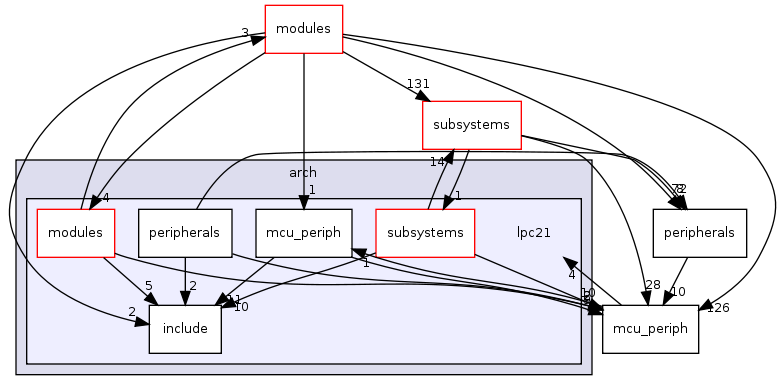 modules
3
131
subsystems
14
72
arch
4
1
1
modules
peripherals
mcu_periph
subsystems
lpc21
peripherals
1
4
5
2
28
10
10
2
10
126
include
mcu_periph